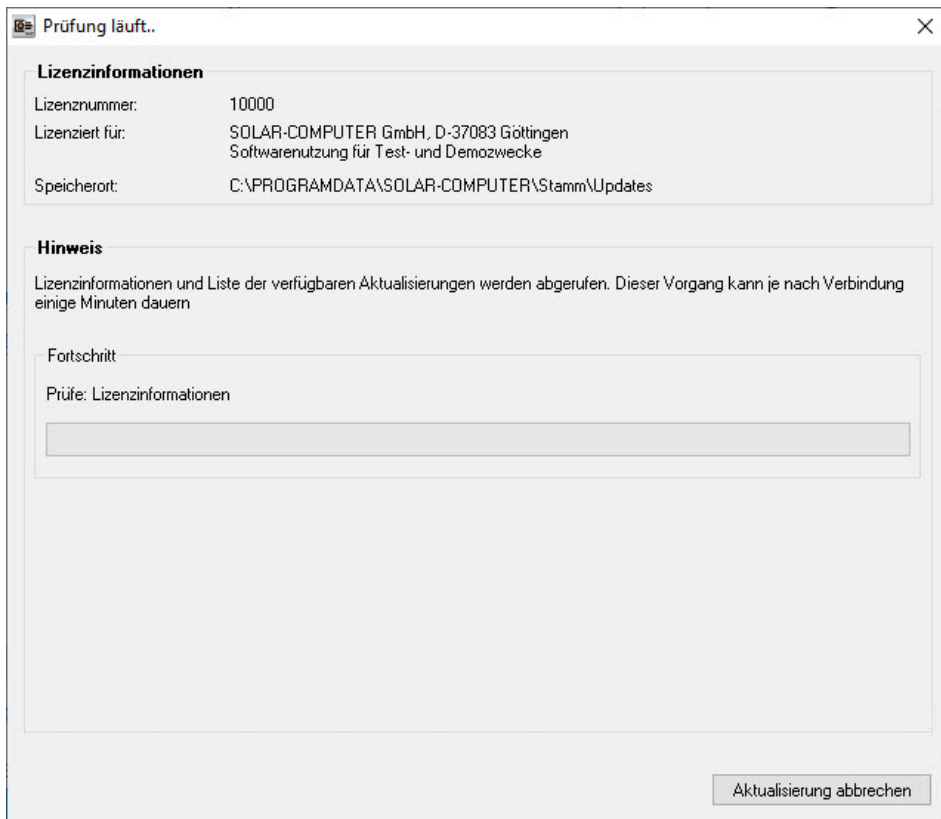 Prüfung läuft..
Lizenzinformationen
Lizenznummer: 10000
Lizenziert für: SOLAR-COMPUTER GmbH, D-37083 Göttingen
Softwarenutzung für Test- und Demozwecke
Speicherort: C:\PROGRAMDATA\SOLAR-COMPUTER\Stamm\Updates
Hinweis
Lizenzinformationen und Liste der verfügbaren Aktualisierungen werden abgerufen. Dieser Vorgang kann je nach Verbindung
einige Minuten dauern
Fortschritt
Prüfe: Lizenzinformationen
Aktualisierung abbrechen